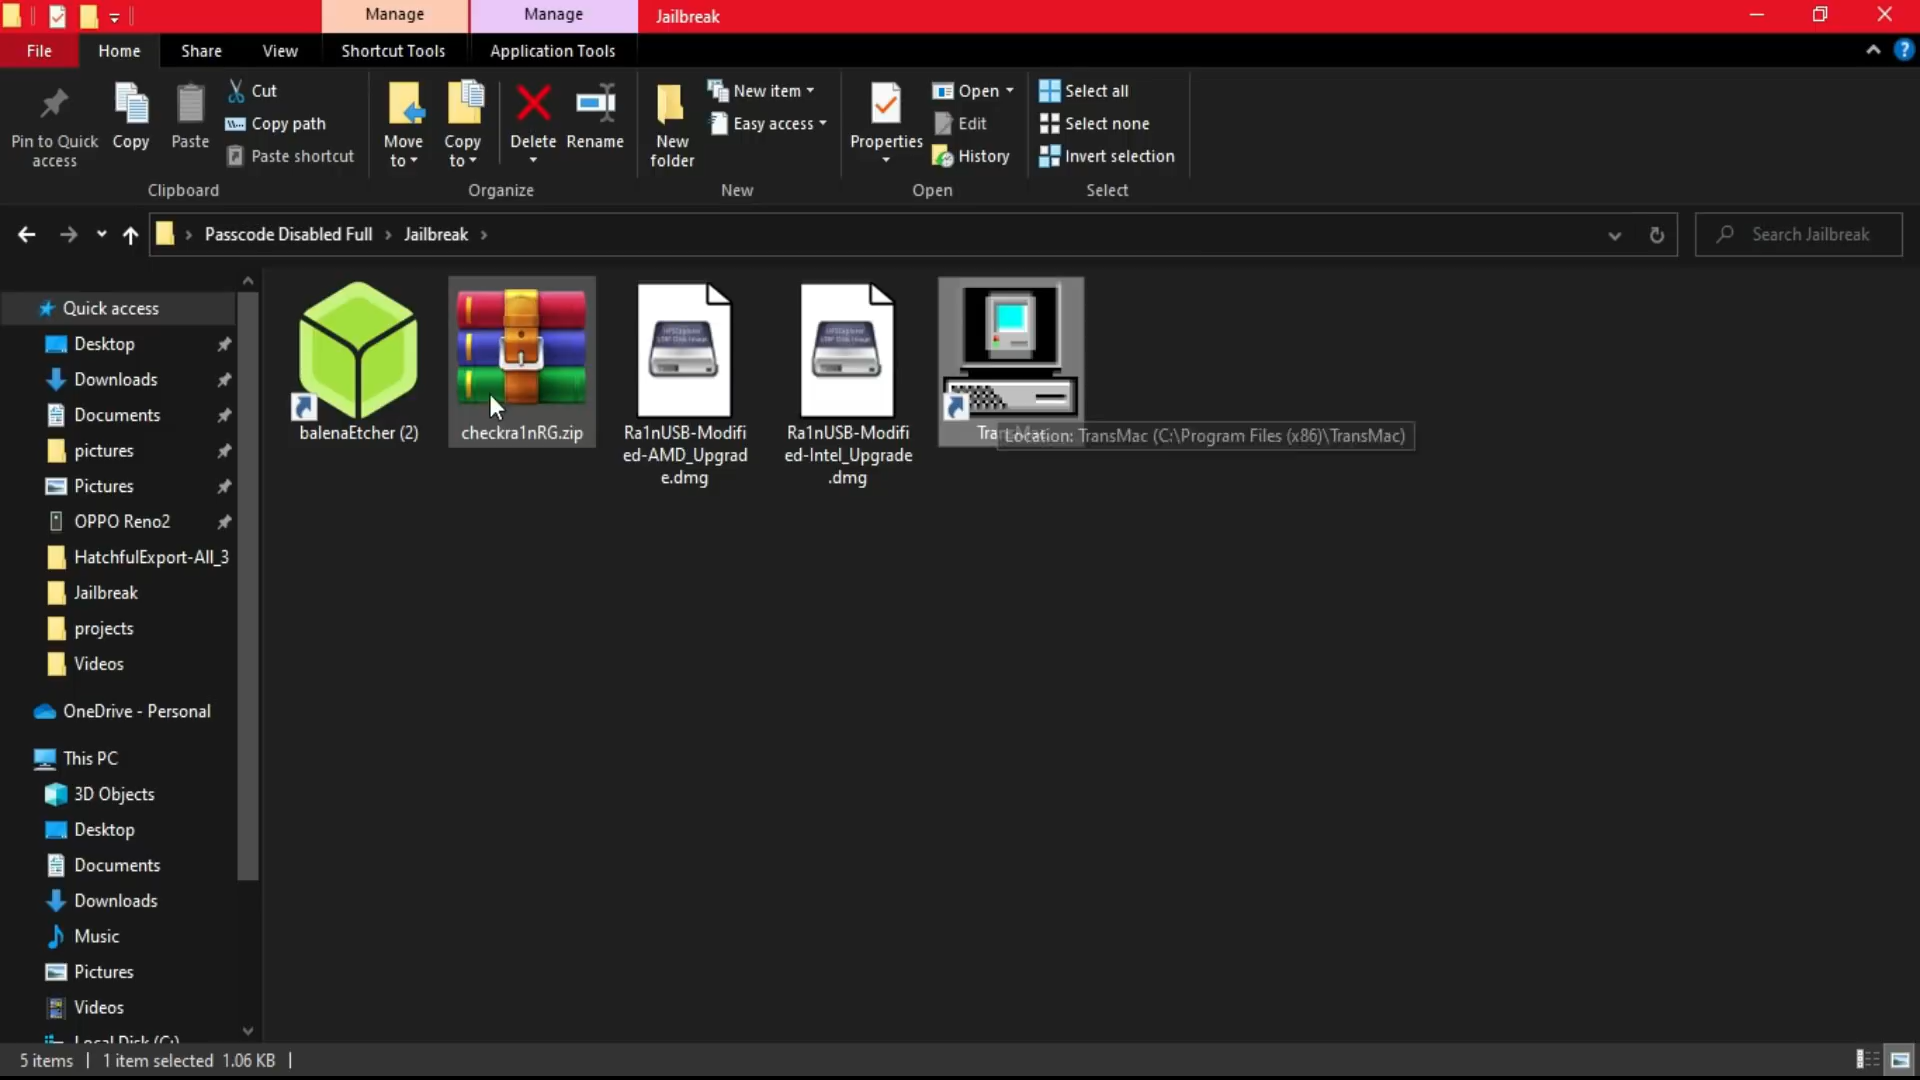 Manage
Manage
Jailbreak
File
Home
Share
View
Shortcut Tools
Application Tools
Pin to Quick
access
Copy
Paste
Cut
Copy path
Paste shortcut
Clipboard
Move
to
Copy
to
Delete
Rename
Organize
New
folder
New item
Easy access
New
Properties
Open
Edit
History
Open
Select all
Select none
Invert selection
Select
Passcode Disabled Full
Jailbreak
Search Jailbreak
Quick access
Desktop
Downloads
Documents
pictures
Pictures
OPPO Reno2
HatchfulExport-All_3
Jailbreak
projects
Videos
OneDrive - Personal
This PC
3D Objects
Desktop
Documents
Downloads
Music
Pictures
Videos
Local Disk (C:)
balenaEtcher (2)
checkra1nRG.zip
Ra1nUSB-Modifi
ed-AMD_Upgrad
e.dmg
Ra1nUSB-Modifi
ed-Intel_Upgrade
.dmg
TransMac
Location: TransMac (C:\Program Files (x86)\TransMac)
5 items
1 item selected 1.06 KB